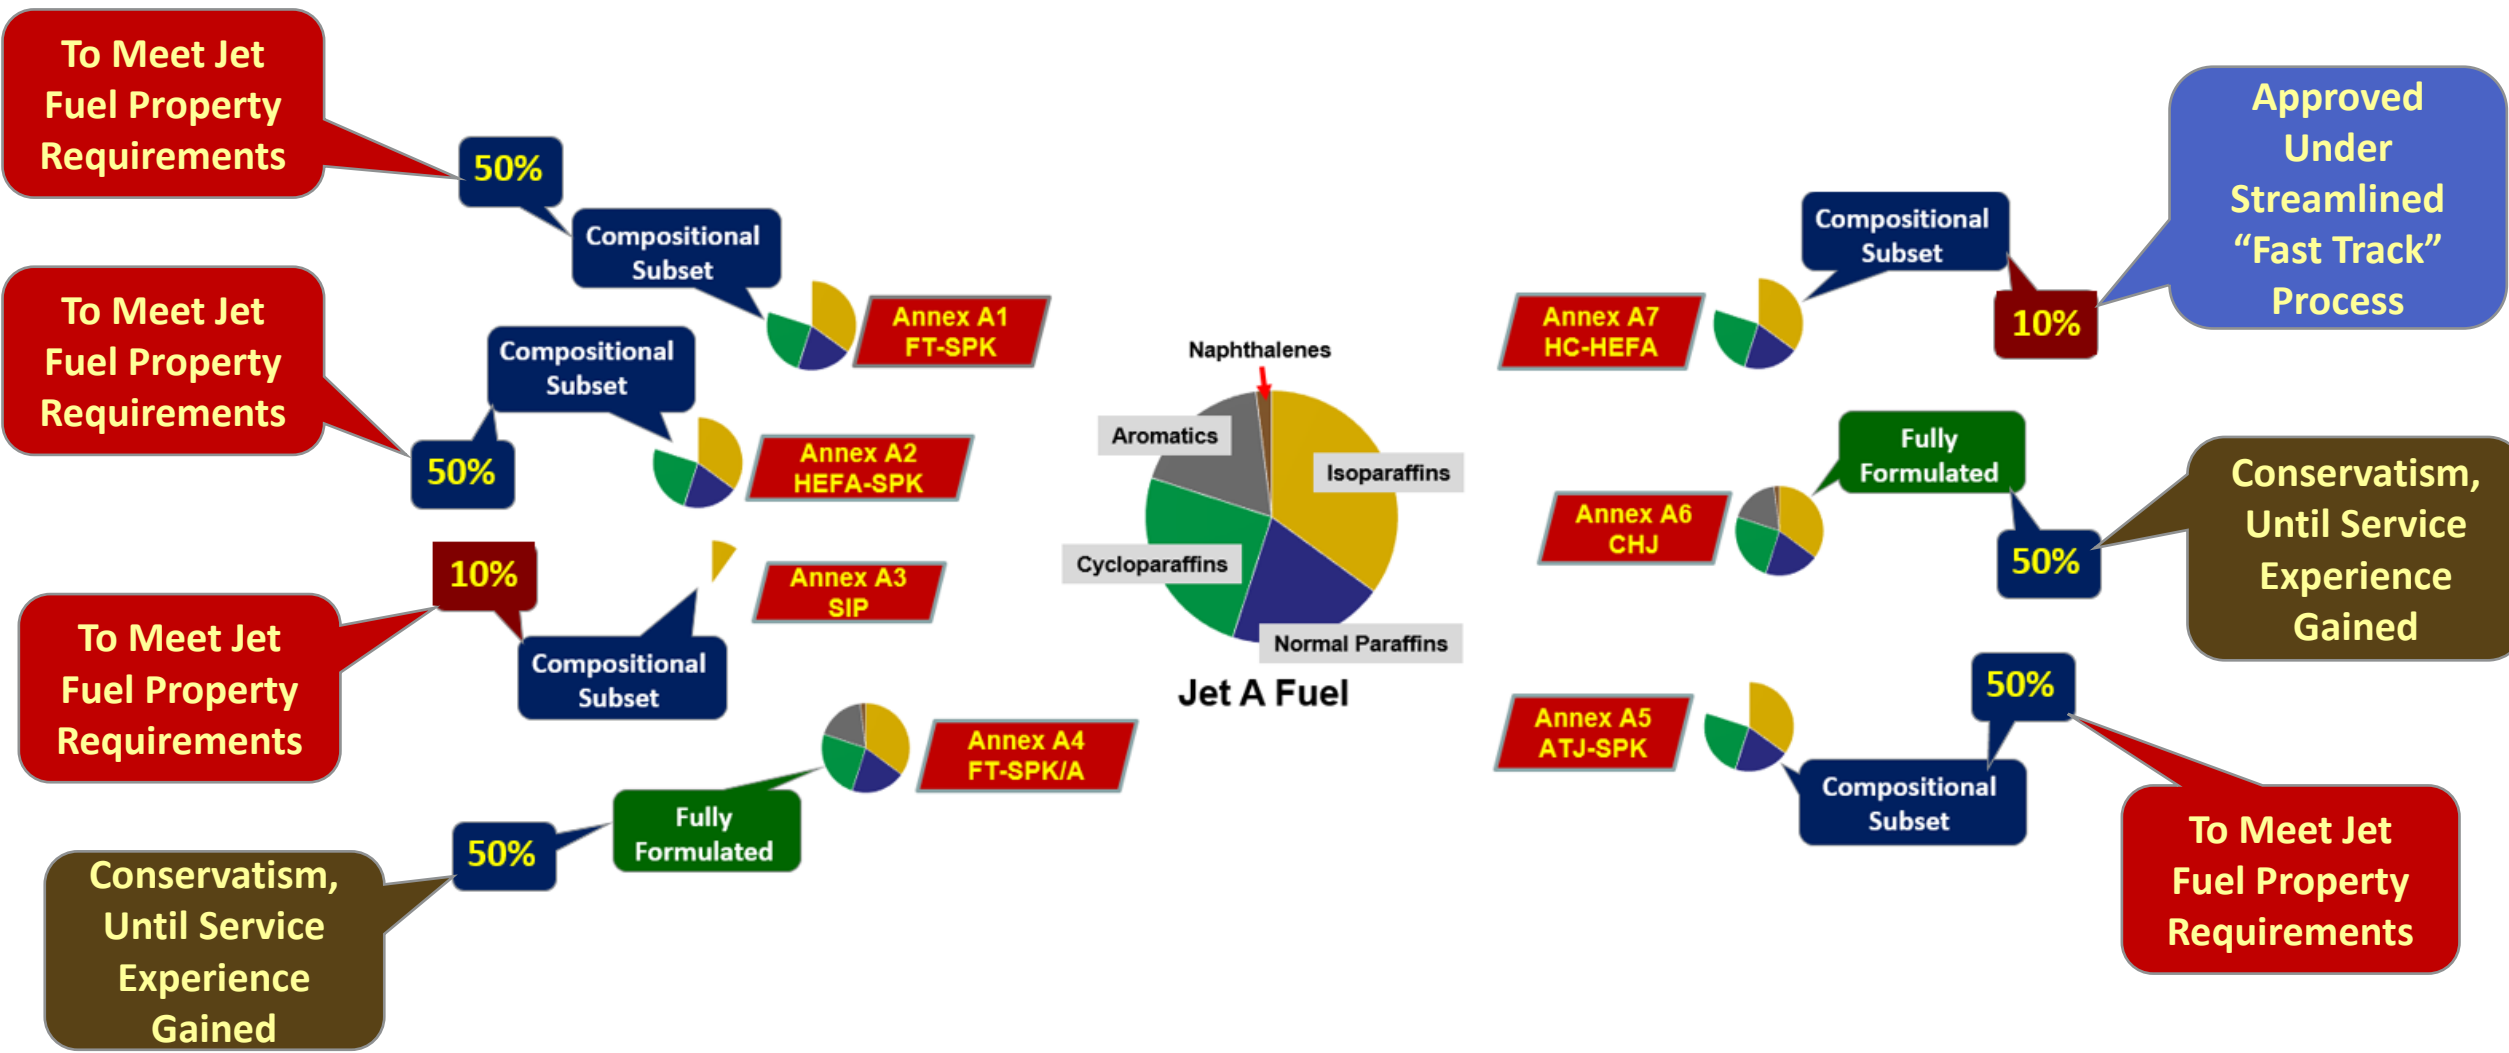 To Meet Jet
Fuel Property
Requirements
50%
Compositional
Subset
Annex A1
FT-SPK
To Meet Jet
Fuel Property
Requirements
50%
Compositional
Subset
Annex A2
HEFA-SPK
To Meet Jet
Fuel Property
Requirements
10%
Compositional
Subset
Annex A3
SIP
Conservatism,
Until Service
Experience
Gained
50%
Fully
Formulated
Annex A4
FT-SPK/A
Naphthalenes
Aromatics
Isoparaffins
Cycloparaffins
Normal Paraffins
Jet A Fuel
Annex A7
HC-HEFA
Compositional
Subset
10%
Approved
Under
Streamlined
“Fast Track”
Process
Annex A6
CHJ
Fully
Formulated
50%
Conservatism,
Until Service
Experience
Gained
Annex A5
ATJ-SPK
Compositional
Subset
50%
To Meet Jet
Fuel Property
Requirements